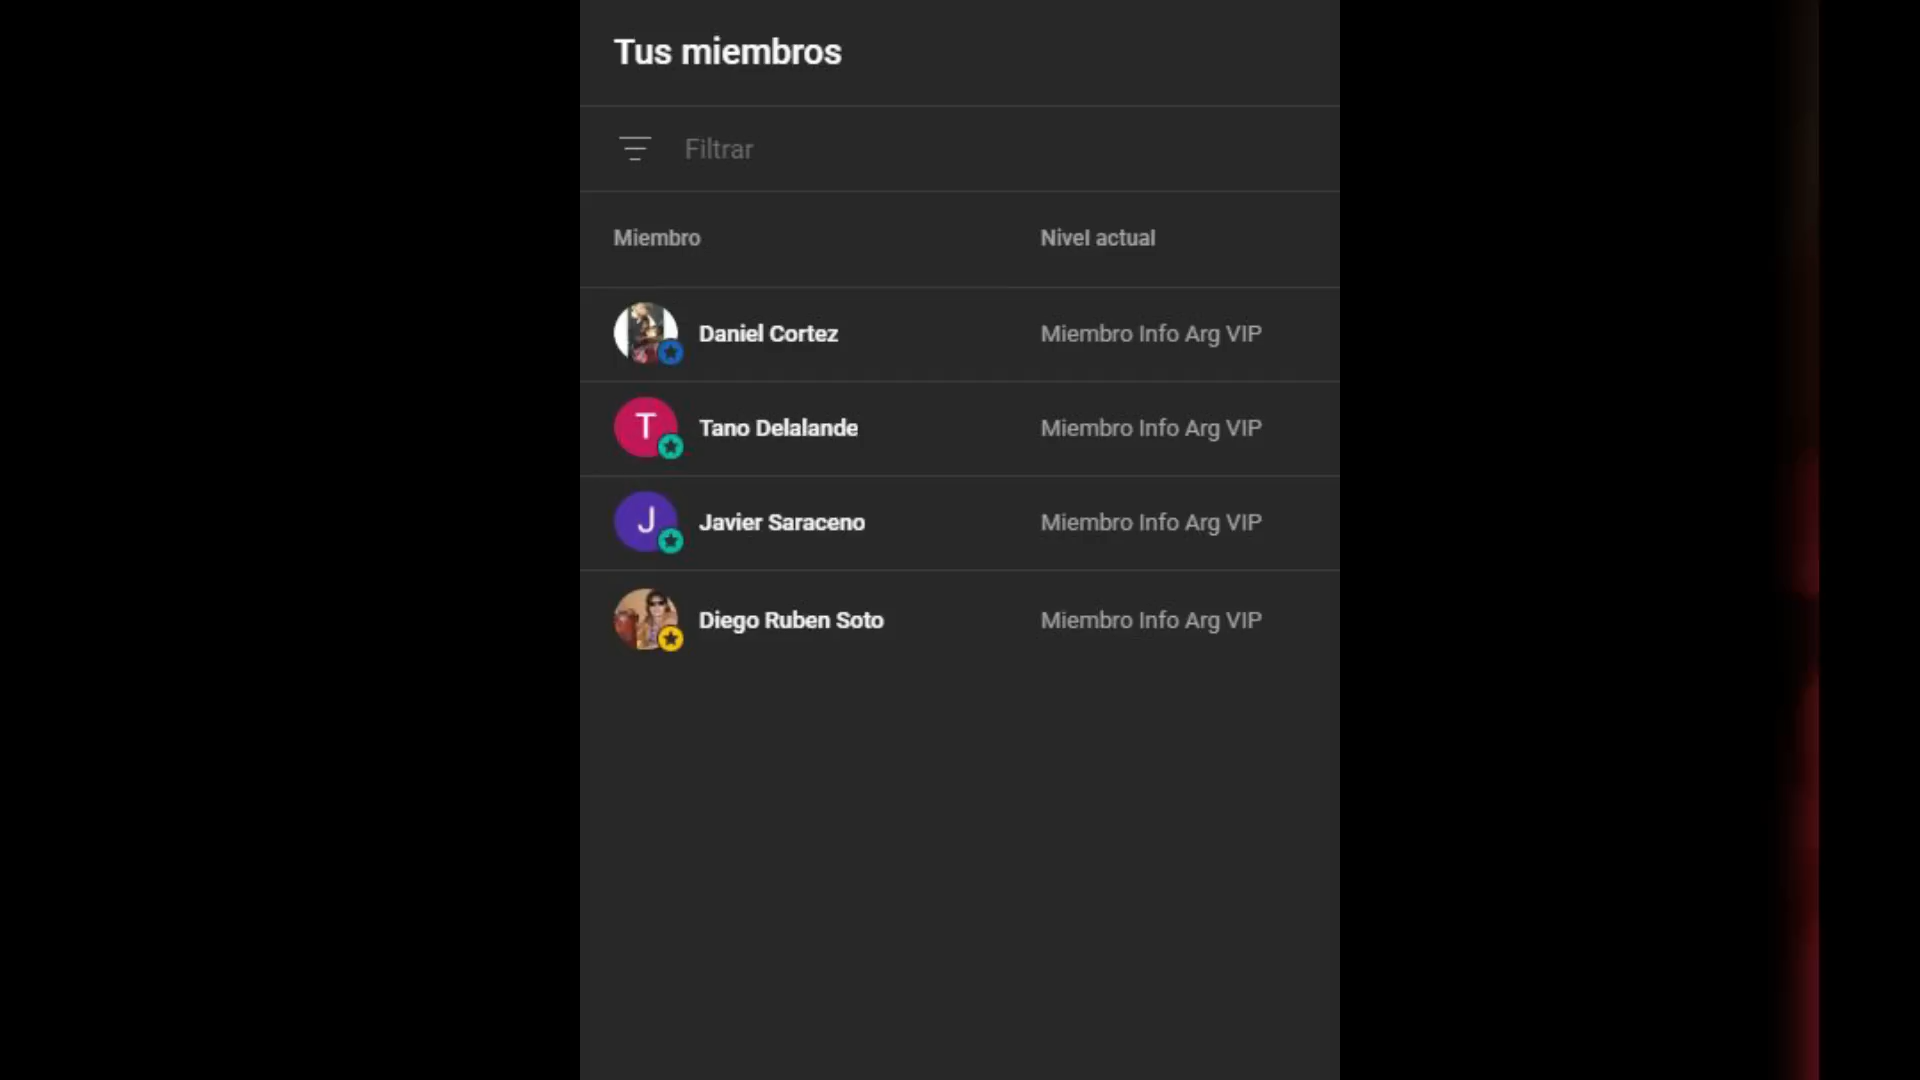 Tus miembros
Filtrar
Miembro Nivel actual
Daniel Cortez Miembro Info Arg VIP
T Tano Delalande Miembro Info Arg VIP
J Javier Saraceno Miembro Info Arg VIP
Diego Ruben Soto Miembro Info Arg VIP